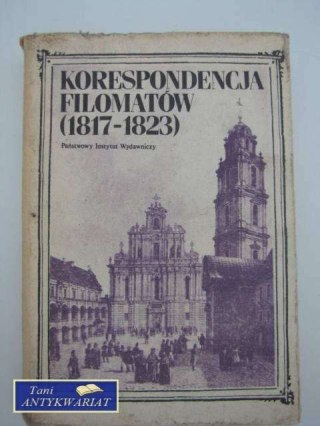 KORESPONDENCJA
FILOMATÓW
(1817-1823)
Państwowy Instytut Wydawniczy
Tani
ANTYKWARIAT